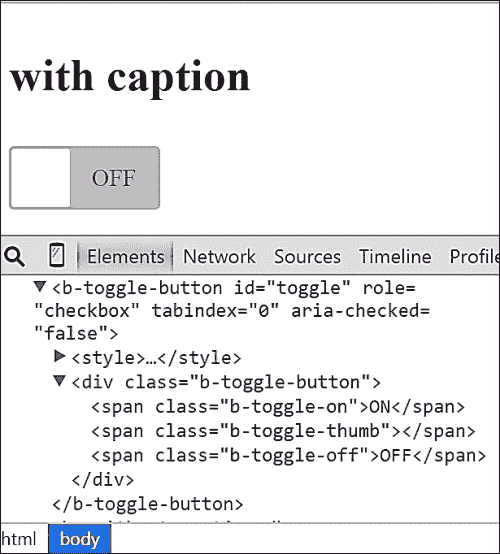 with caption
OFF
Elements Network Sources Timeline Profile
▼<b-toggle-button id="toggle" role=
"checkbox" tabindex="0" aria-checked=
"false">
▶<style>…</style>
▼<div class="b-toggle-button">
<span class="b-toggle-on">ON</span>
<span class="b-toggle-thumb"></span>
<span class="b-toggle-off">OFF</span>
</div>
</b-toggle-button>
html body